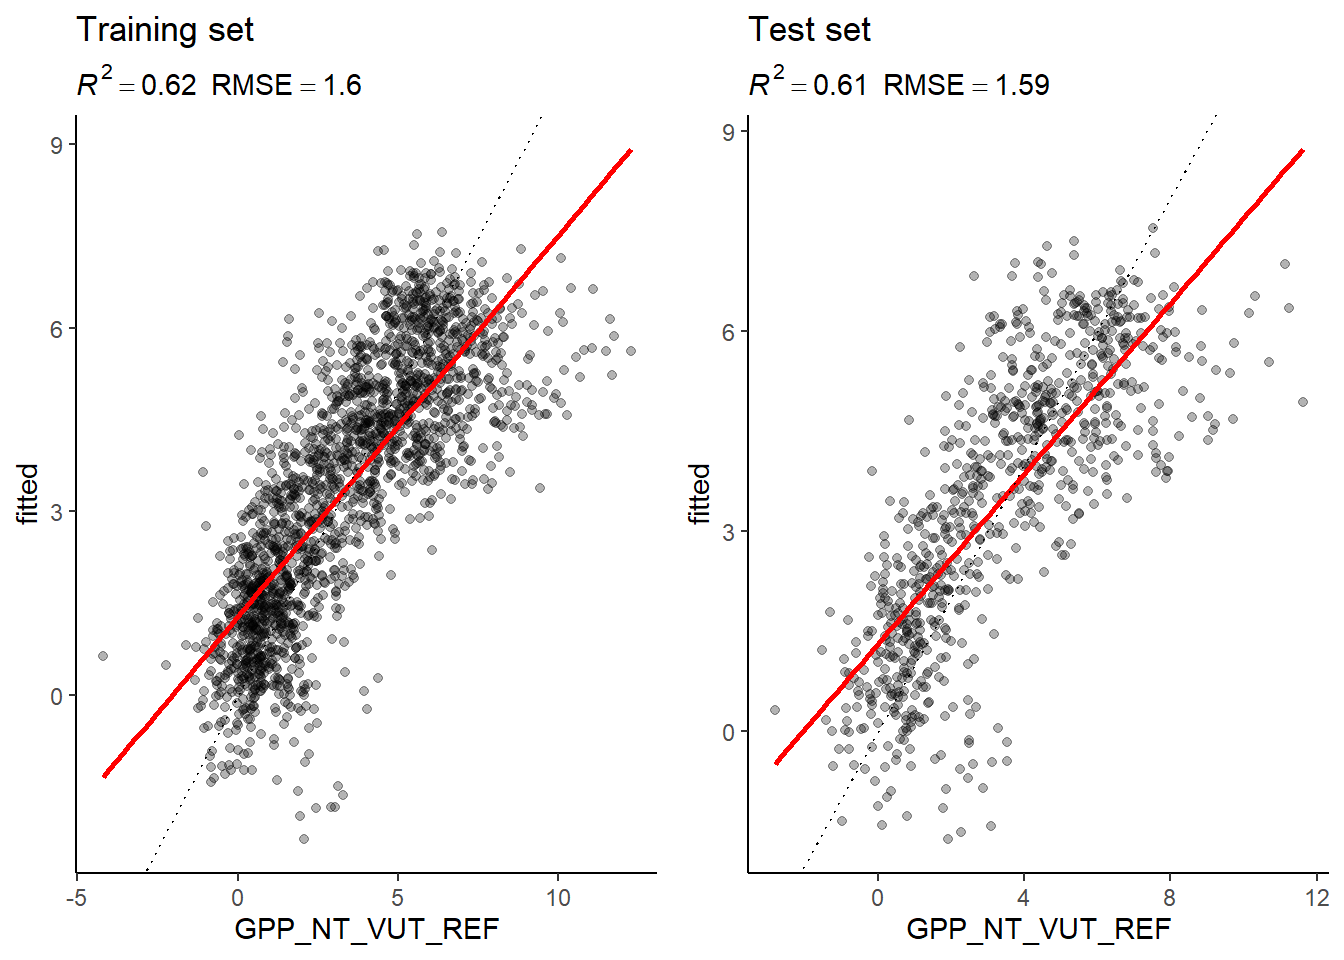 Training set
R² = 0.62 RMSE = 1.6
9
6
3
0
fitted
-5
0
5
10
GPP_NT_VUT_REF
Test set
R² = 0.61 RMSE = 1.59
9
6
3
0
fitted
0
4
8
12
GPP_NT_VUT_REF